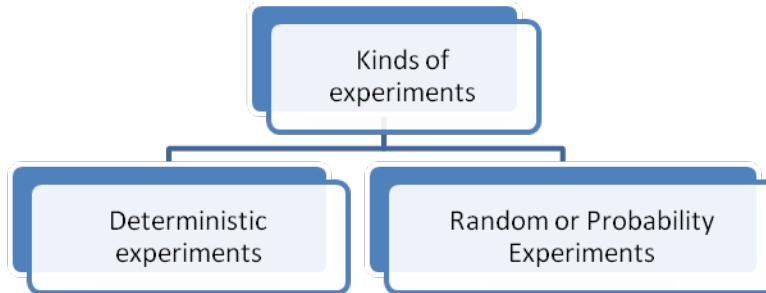 Kinds of
experiments
Deterministic
experiments
Random or Probability
Experiments